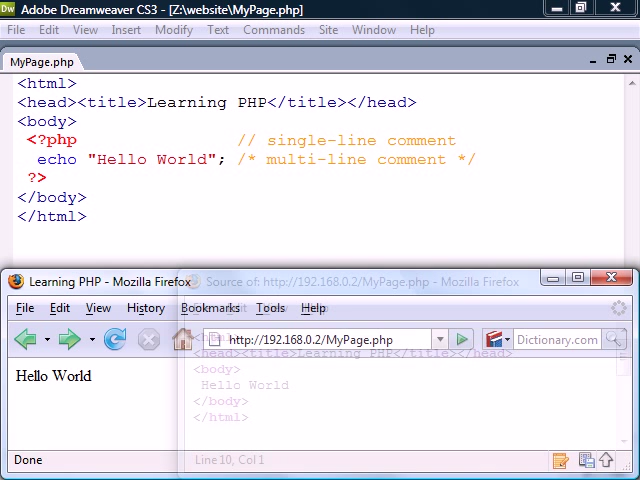 Dw Adobe Dreamweaver CS3 - [Z:\website\MyPage.php]
File Edit View Insert Modify Text Commands Site Window Help
MyPage.php
<html>
<head><title>Learning PHP</title></head>
<body>
<?php // single-line comment
echo "Hello World"; /* multi-line comment */
?>
</body>
</html>
Learning PHP - Mozilla Firefox
Source of: http://192.168.0.2/MyPage.php - Mozilla Firefox
File Edit View History Bookmarks Tools Help
http://192.168.0.2/MyPage.php
Dictionary.com
Hello World
<html>
<head><title>Learning PHP</title></head>
<body>
Hello World
</body>
</html>
Done
Line 10, Col 1